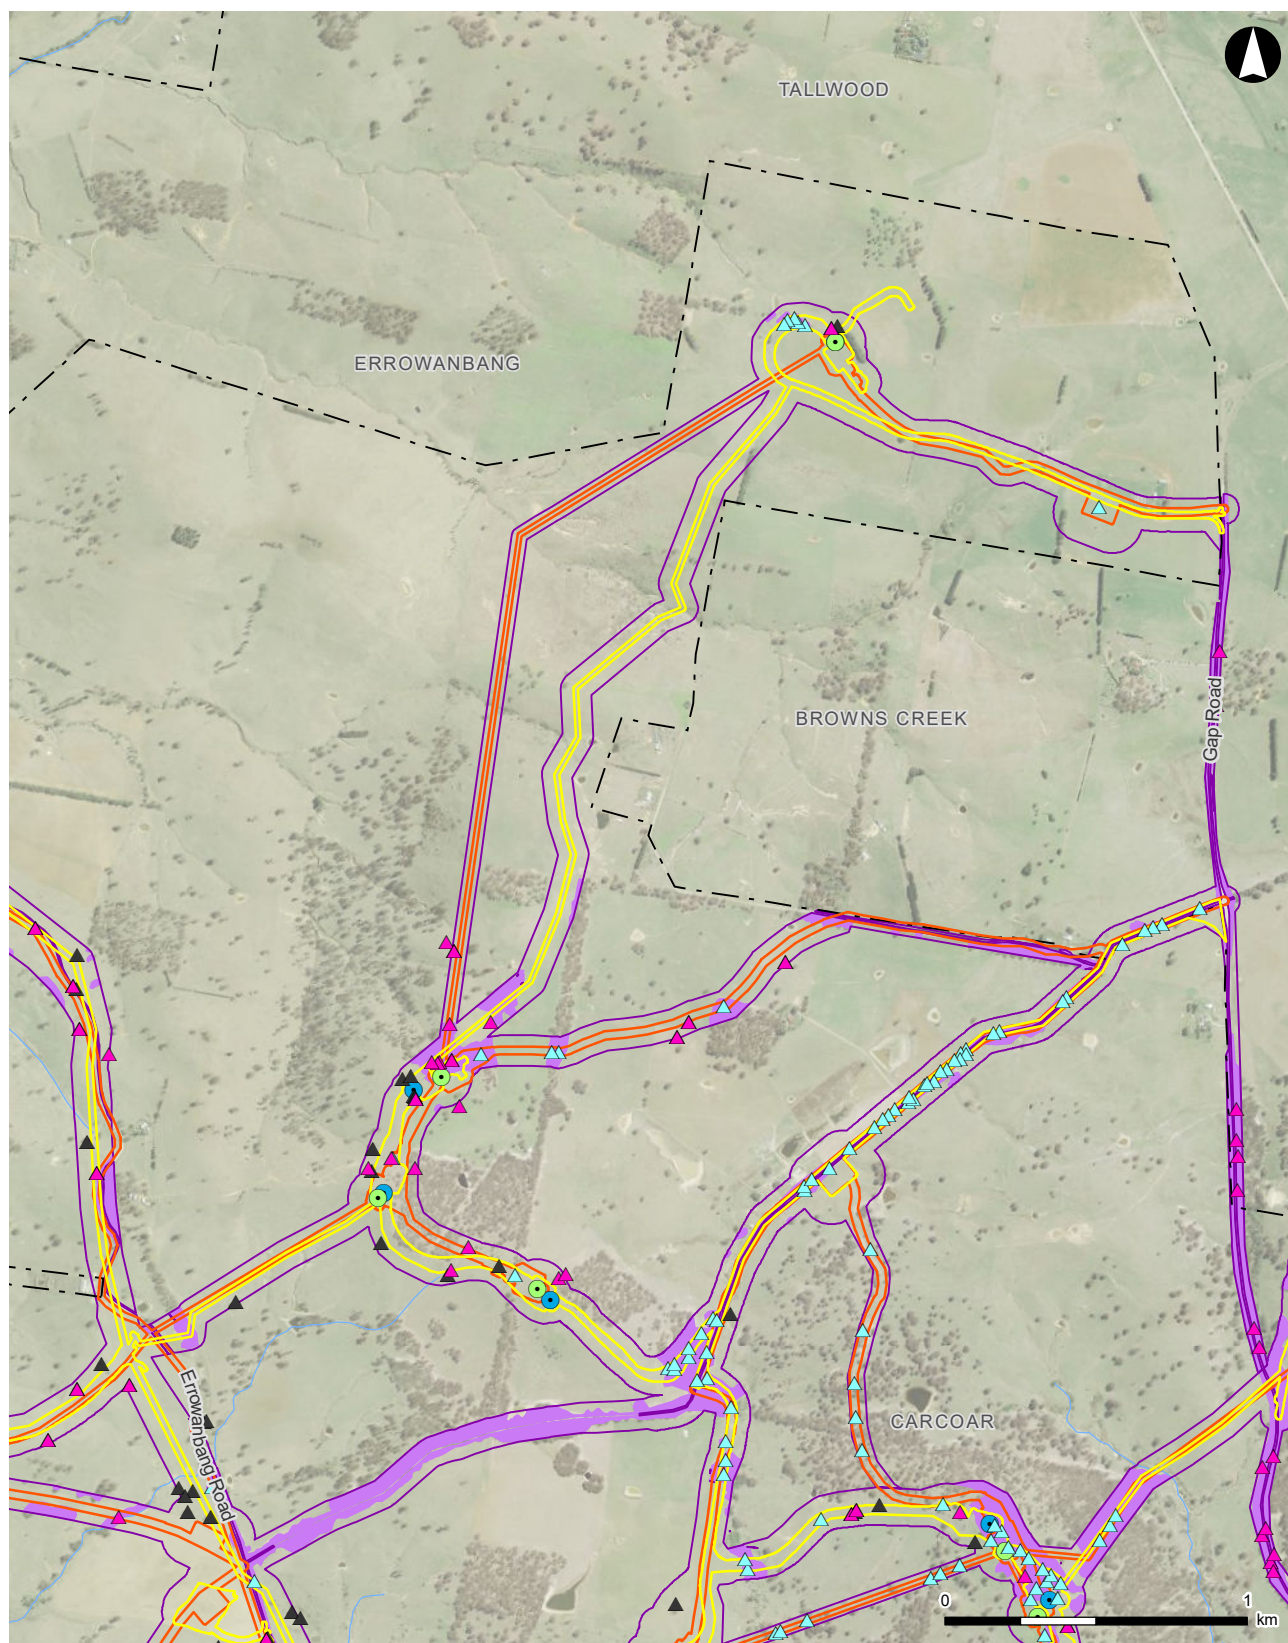 TALLWOOD
ERROWANBANG
BROWNS CREEK
Gap Road
CARCOAR
Errowanbang Road
0 1
km